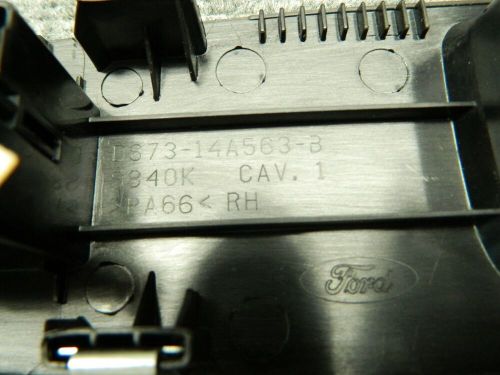 DS73-14A563-B
5840K CAV. 1
>PA66< RH
Ford